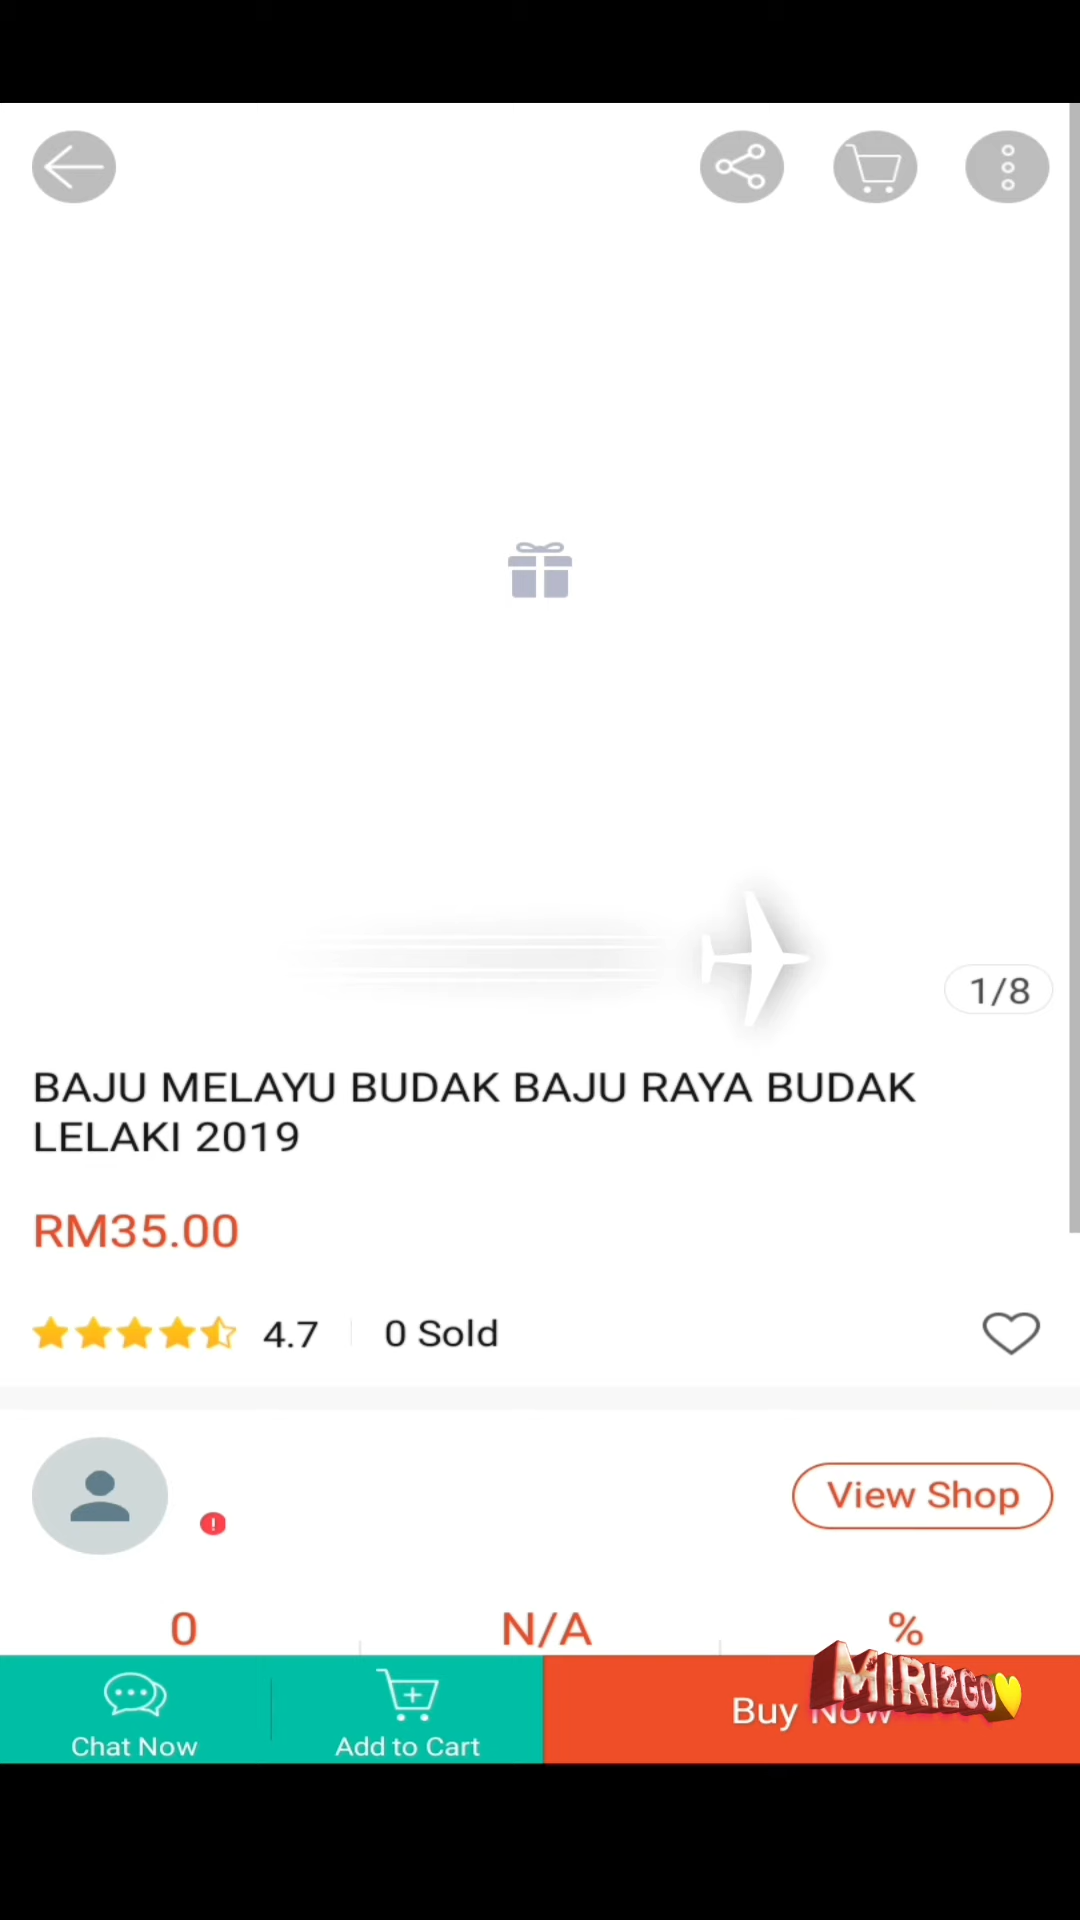 1/8
BAJU MELAYU BUDAK BAJU RAYA BUDAK
LELAKI 2019
RM35.00
4.7
0 Sold
View Shop
0
N/A
%
Chat Now
Add to Cart
Buy Now
MIRI2GO